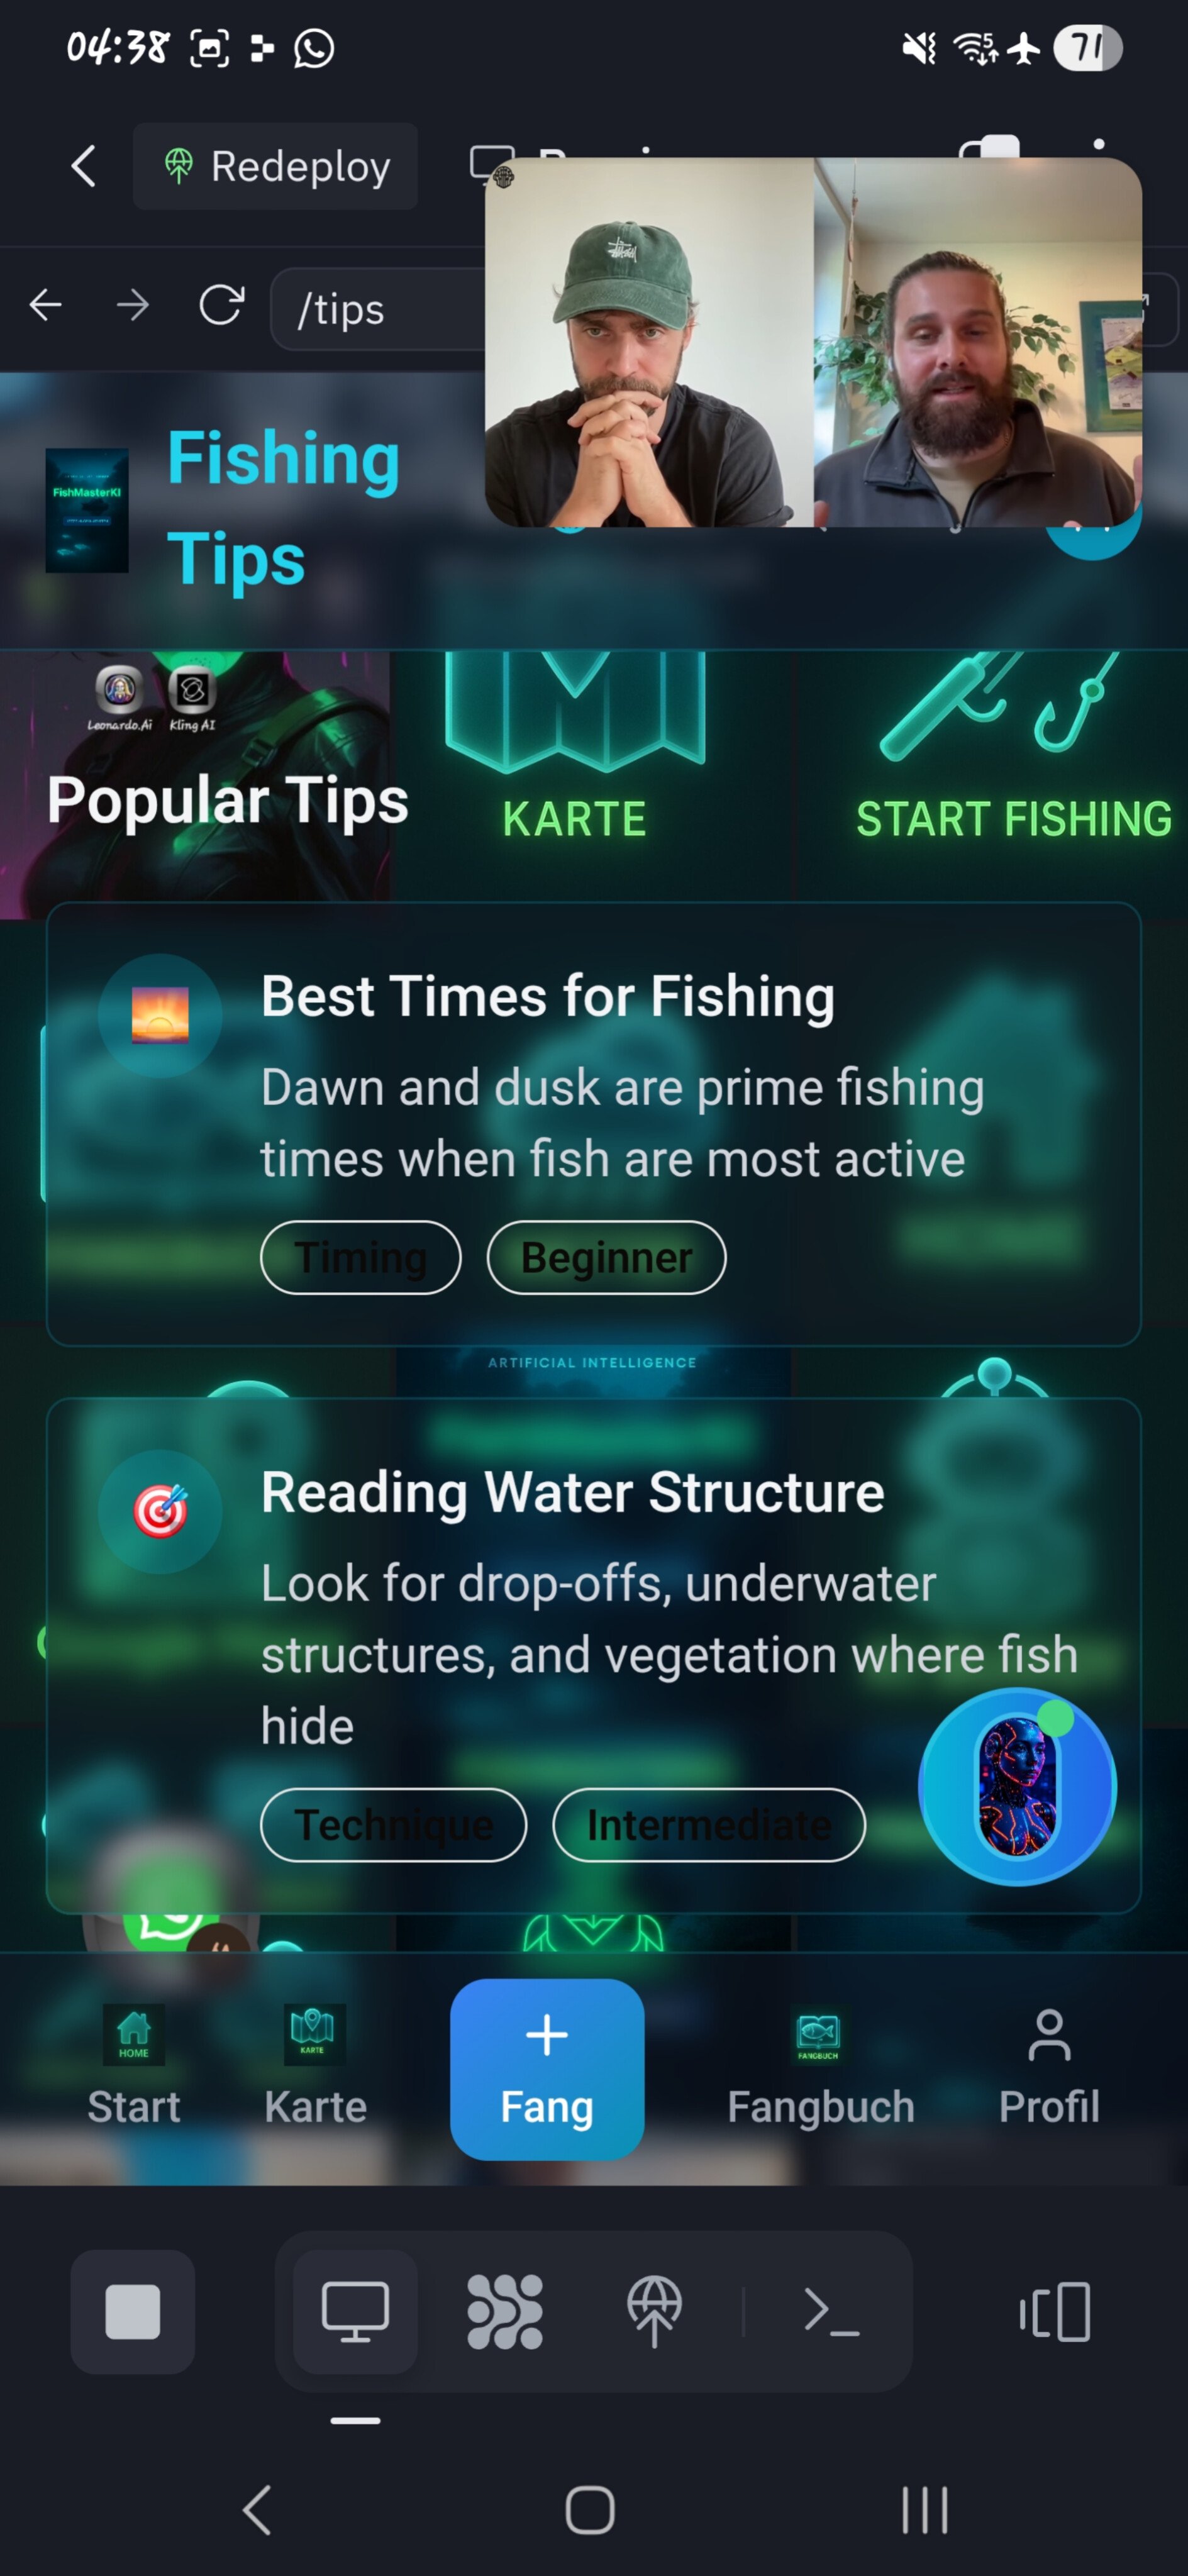 04:38
71
Redeploy
/tips
FishMasterKI
Fishing
Tips
Leonardo.Ai Kling AI
Popular Tips
KARTE
START FISHING
Best Times for Fishing
Dawn and dusk are prime fishing
times when fish are most active
Timing
Beginner
ARTIFICIAL INTELLIGENCE
Reading Water Structure
Look for drop-offs, underwater
structures, and vegetation where fish
hide
Technique
Intermediate
HOME
KARTE
FANGBUCH
Start
Karte
Fang
Fangbuch
Profil